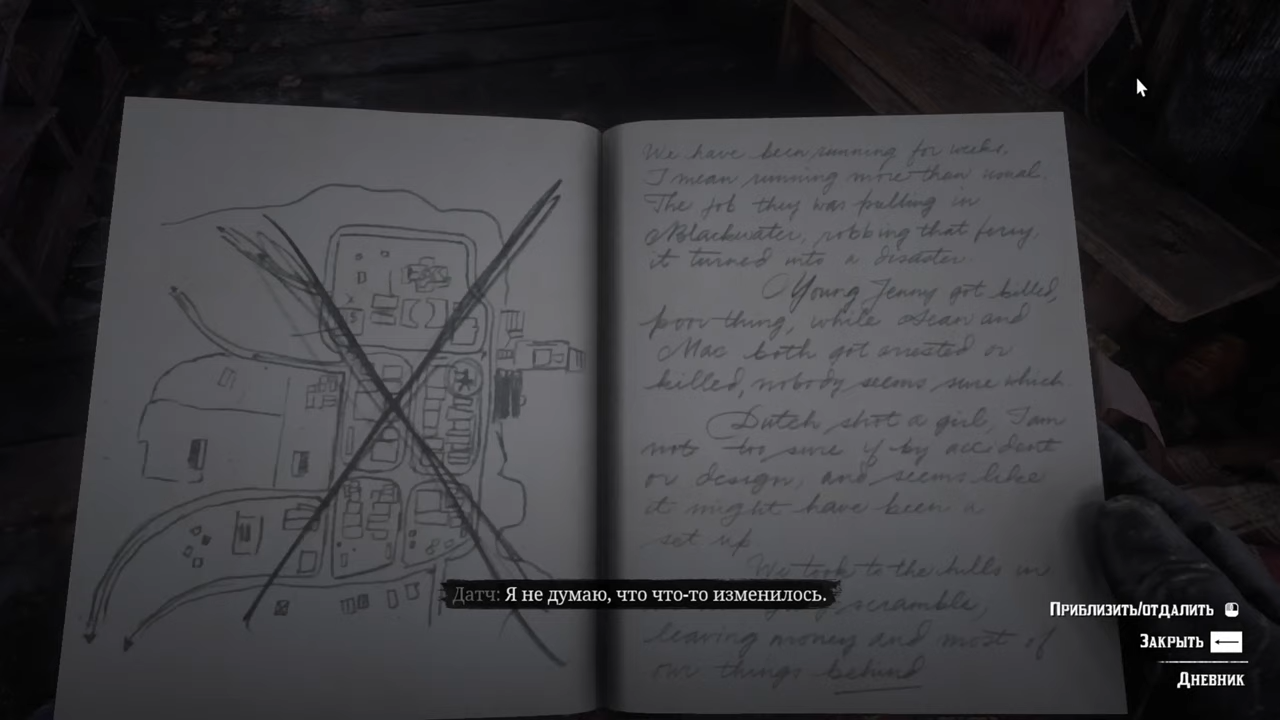 We have been running for weeks,
I mean running more than usual.
The job they was pulling in
Blackwater, robbing that ferry,
it turned into a disaster.
Young Jenny got killed,
poor thing, while Sean and
Mac both got arrested or
killed, nobody seems sure which.
Dutch shot a girl, I am
not too sure if by accident
or design, and seems like
it might have been a
set up
We took to the hills in
scramble,
leaving money and most of
our things behind
Датч: Я не думаю, что что-то изменилось.
Приблизить/отдалить
Закрыть
Дневник